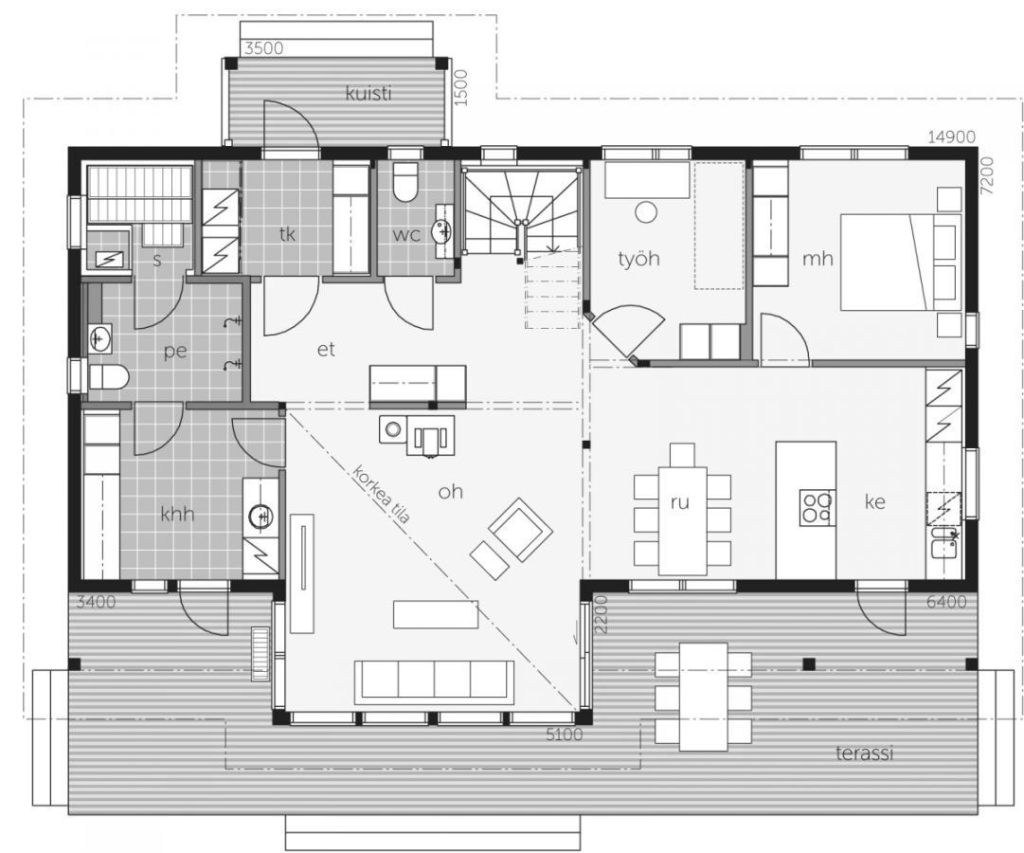 3500
kuisti
1500
14900
7200
tk
wc
s
työh
mh
pe
et
korkea tila
oh
ru
ke
khh
3400
2200
6400
5100
terassi